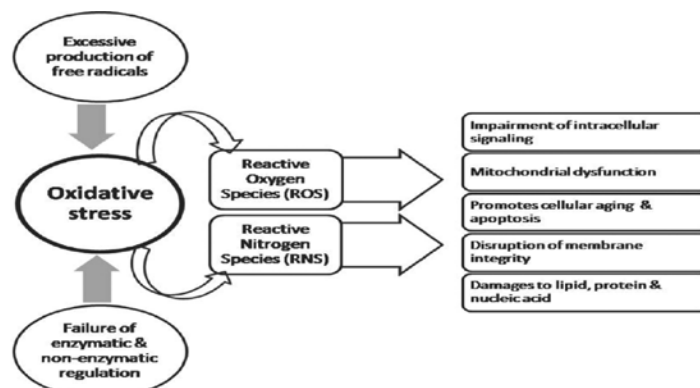 Excessive
production of
free radicals
Oxidative
stress
Failure of
enzymatic &
non-enzymatic
regulation
Reactive
Oxygen
Species (ROS)
Reactive
Nitrogen
Species (RNS)
Impairment of intracellular
signaling
Mitochondrial dysfunction
Promotes cellular aging &
apoptosis
Disruption of membrane
integrity
Damages to lipid, protein &
nucleic acid